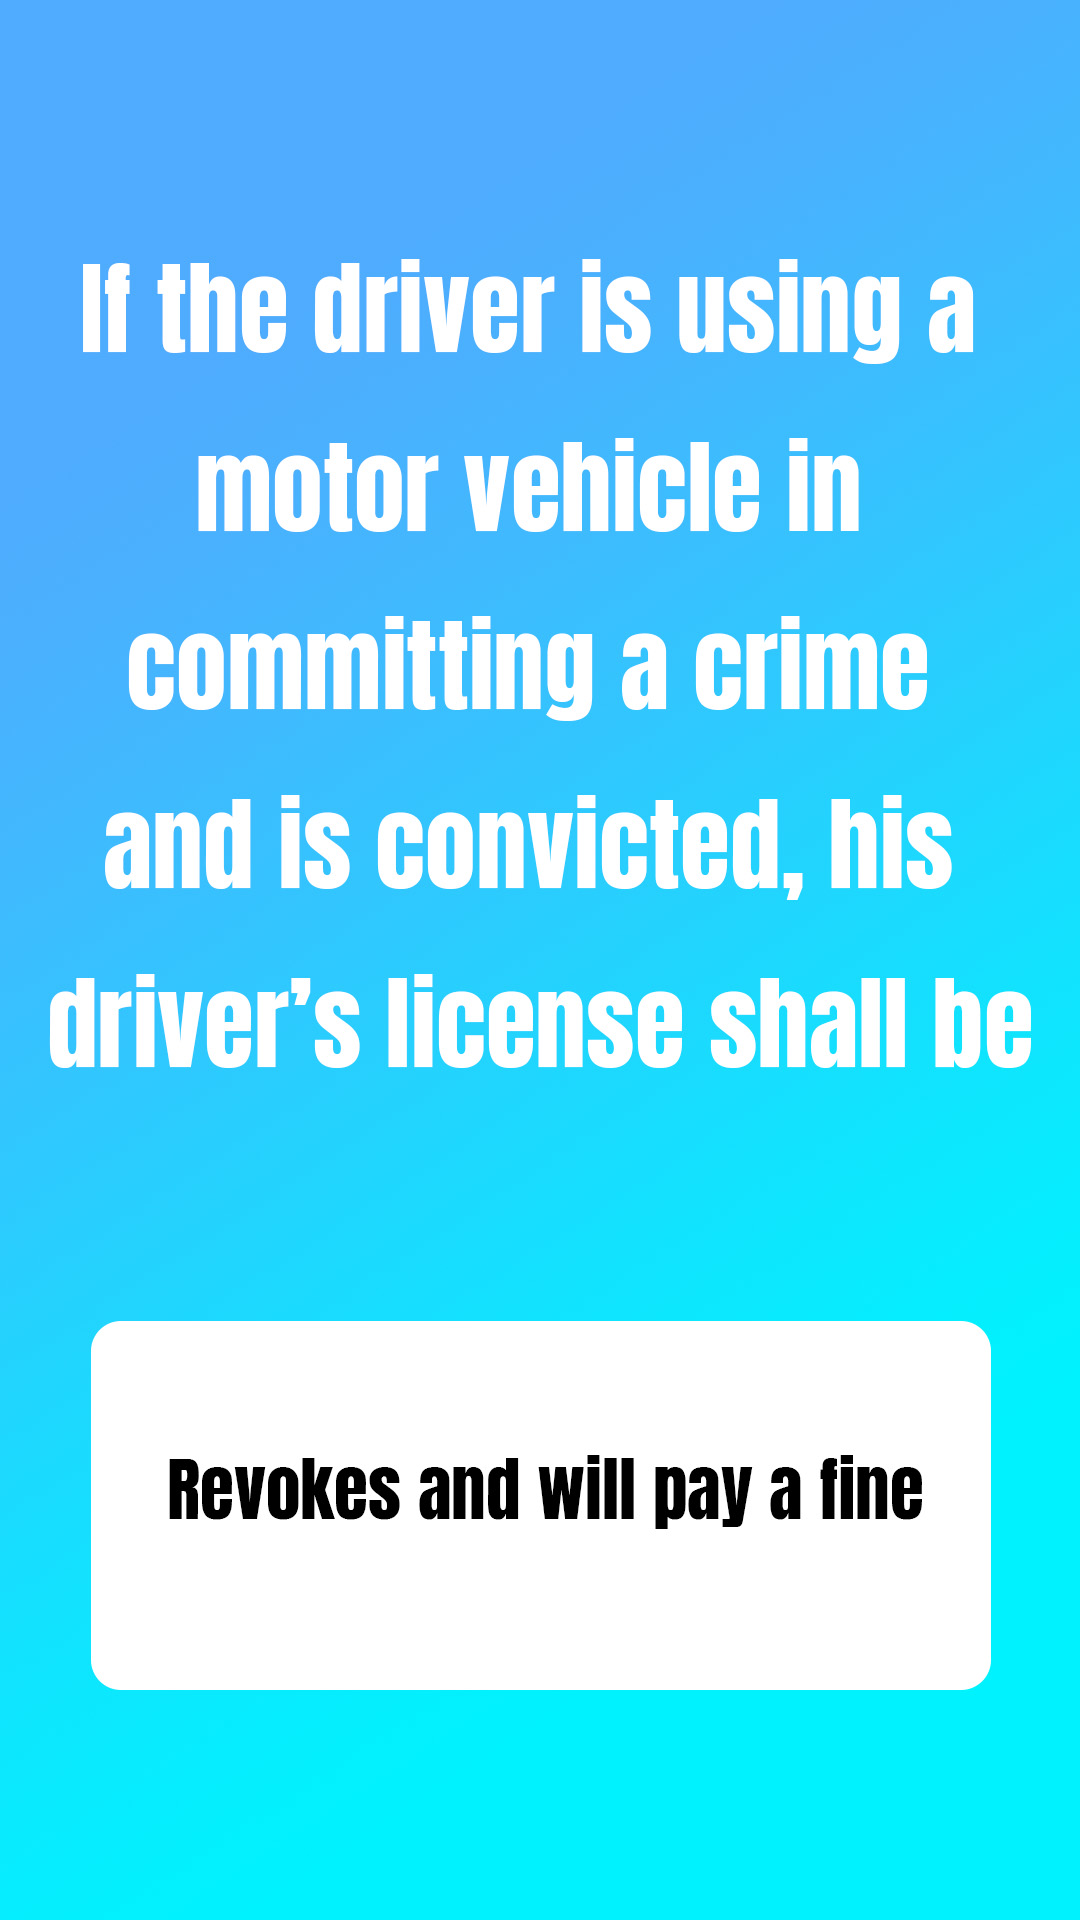 If the driver is using a
motor vehicle in
committing a crime
and is convicted, his
driver’s license shall be
Revokes and will pay a fine